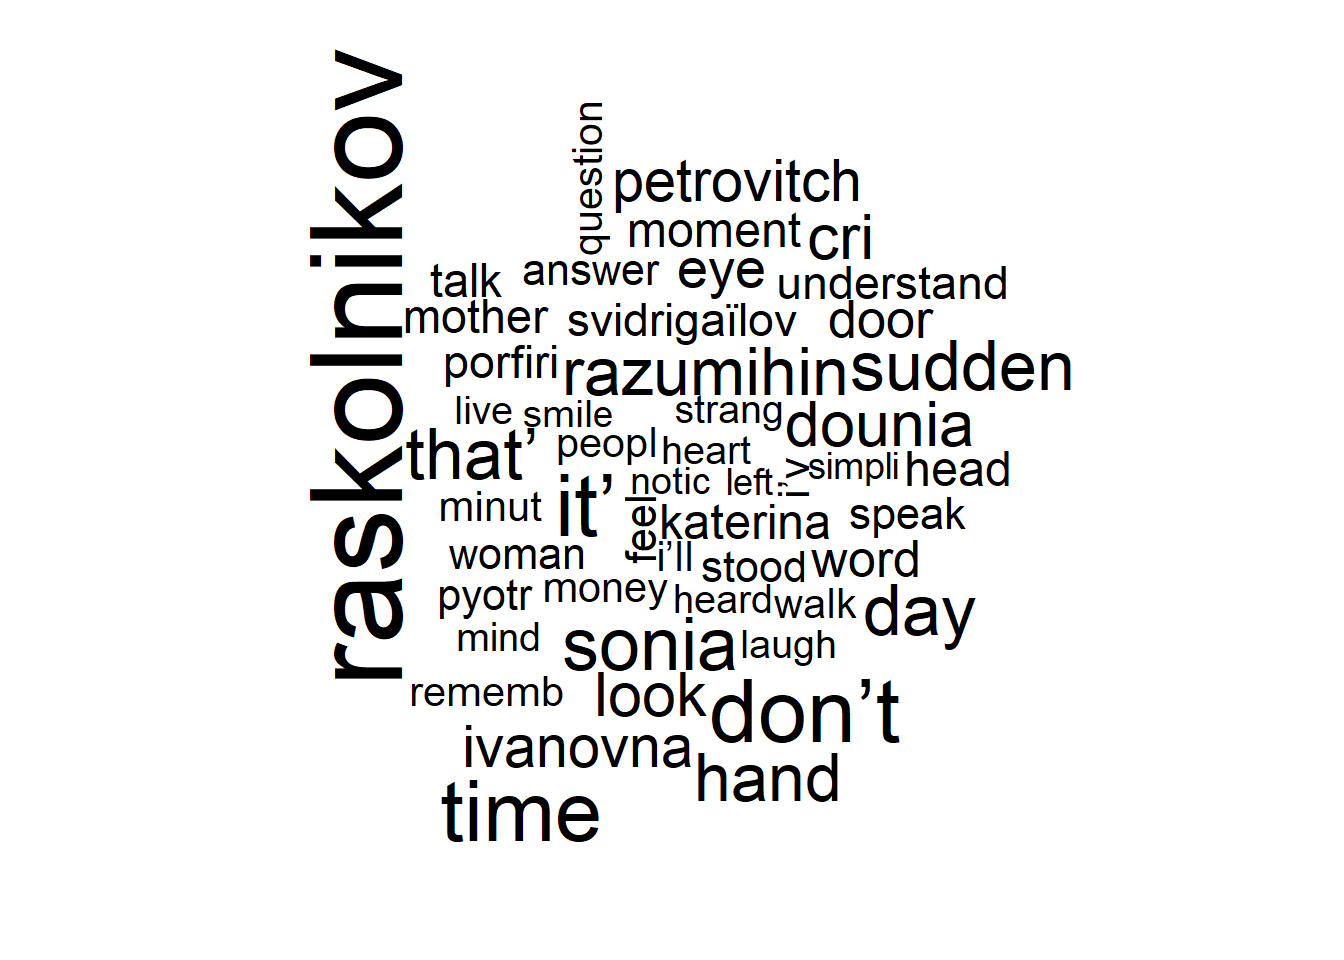 raskolnikov
question
petrovitch
moment cri
talk answer eye understand
mother svidrigaïlov door
porfiri razumihin sudden
live smile strang dounia
that’ peopl heart simpli head
it’ notic left
minut feel katerina speak
woman i’ll stood word
pyotr money heard walk day
mind sonia laugh
rememb look don’t
ivanovna hand
time